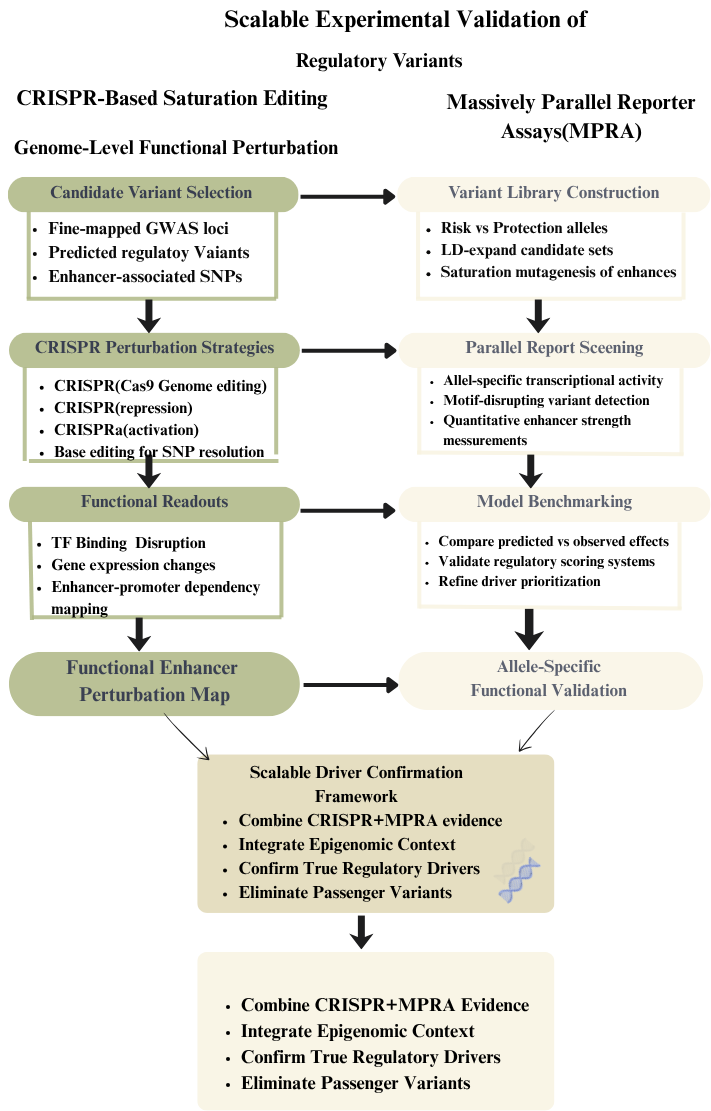 Scalable Experimental Validation of
Regulatory Variants
CRISPR-Based Saturation Editing
Genome-Level Functional Perturbation
Massively Parallel Reporter
Assays(MPRA)
Candidate Variant Selection
• Fine-mapped GWAS loci
• Predicted regulatoy Vaiants
• Enhancer-associated SNPs
Variant Library Construction
• Risk vs Protection alleles
• LD-expand candidate sets
• Saturation mutagenesis of enhances
CRISPR Perturbation Strategies
• CRISPR(Cas9 Genome editing)
• CRISPR(repression)
• CRISPRa(activation)
• Base editing for SNP resolution
Parallel Report Sceening
• Allel-specific transcriptional activity
• Motif-disrupting variant detection
• Quantitative enhancer strength
messurements
Functional Readouts
• TF Binding Disruption
• Gene expression changes
• Enhancer-promoter dependency
mapping
Model Benchmarking
• Compare predicted vs observed effects
• Validate regulatory scoring systems
• Refine driver prioritization
Functional Enhancer
Perturbation Map
Allele-Specific
Functional Validation
Scalable Driver Confirmation
Framework
• Combine CRISPR+MPRA evidence
• Integrate Epigenomic Context
• Confirm True Regulatory Drivers
• Eliminate Passenger Variants
• Combine CRISPR+MPRA Evidence
• Integrate Epigenomic Context
• Confirm True Regulatory Drivers
• Eliminate Passenger Variants